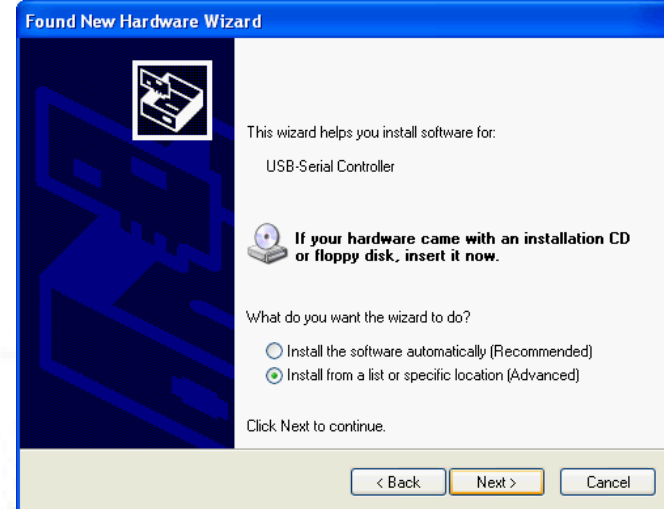 Found New Hardware Wizard
This wizard helps you install software for:
USB-Serial Controller
If your hardware came with an installation CD
or floppy disk, insert it now.
What do you want the wizard to do?
Install the software automatically (Recommended)
Install from a list or specific location (Advanced)
Click Next to continue.
< Back
Next >
Cancel